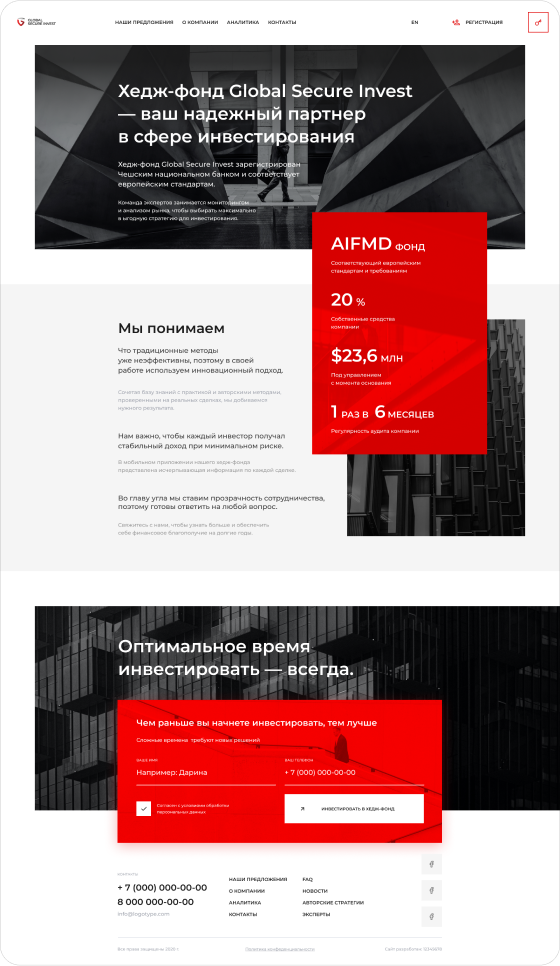 GLOBAL
SECURE INVEST
НАШИ ПРЕДЛОЖЕНИЯ
О КОМПАНИИ
АНАЛИТИКА
КОНТАКТЫ
EN
РЕГИСТРАЦИЯ
Хедж-фонд Global Secure Invest
— ваш надежный партнер
в сфере инвестирования
Хедж-фонд Global Secure Invest зарегистрирован
Чешским национальном банком и соответствует
европейским стандартам.
Команда экспертов занимается мониторингом
и анализом рынка, чтобы выбирать максимально
в ыгодную стратегию для инвестирования.
AIFMD ФОНД
Соответствующий европейским
стандартам и требованиям
20 %
Собственные средства
компании
$23,6 МЛН
Под управлением
с момента основания
1 РАЗ В 6 МЕСЯЦЕВ
Регулярность аудита компании
Мы понимаем
Что традиционные методы
уже неэффективны, поэтому в своей
работе используем инновационный подход.
Сочетая базу знаний с практикой и авторскими методами,
проверенными на реальных сделках, мы добиваемся
нужного результата.
Нам важно, чтобы каждый инвестор получал
стабильный доход при минимальном риске.
В мобильном приложении нашего хедж-фонда
представлена исчерпывающая информация по каждой сделке.
Во главу угла мы ставим прозрачность сотрудничества,
поэтому готовы ответить на любой вопрос.
Свяжитесь с нами, чтобы узнать больше и обеспечить
себе финансовое благополучие на долгие годы.
Оптимальное время
инвестировать — всегда.
Чем раньше вы начнете инвестировать, тем лучше
Сложные времена требуют новых решений
ВАШЕ ИМЯ
Например: Дарина
ВАШ ТЕЛЕФОН
+ 7 (000) 000-00-00
Согласен с условиями обработки
персональных данных
ИНВЕСТИРОВАТЬ В ХЕДЖ-ФОНД
КОНТАКТЫ
+ 7 (000) 000-00-00
8 000 000-00-00
info@logotype.com
НАШИ ПРЕДЛОЖЕНИЯ
О КОМПАНИИ
АНАЛИТИКА
КОНТАКТЫ
FAQ
НОВОСТИ
АВТОРСКИЕ СТРАТЕГИИ
ЭКСПЕРТЫ
Все права защищены
Политика конфиденциальности
Сайт разработан